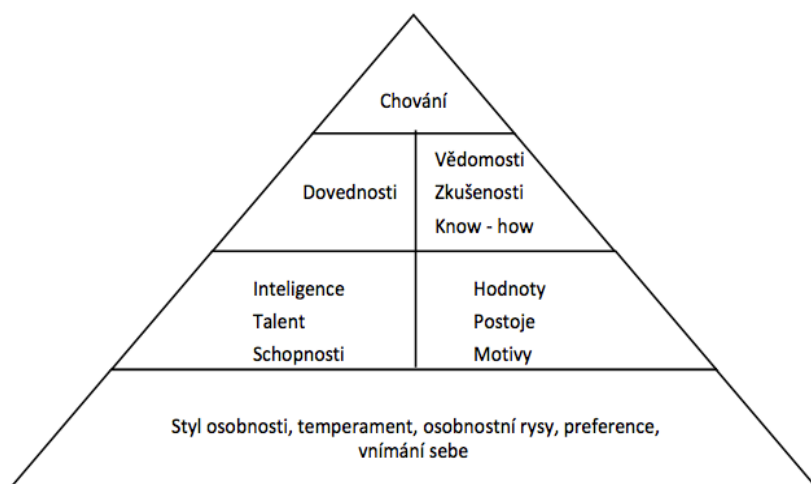 Chování
Dovednosti
Vědomosti
Zkušenosti
Know - how
Inteligence
Talent
Schopnosti
Hodnoty
Postoje
Motivy
Styl osobnosti, temperament, osobnostní rysy, preference,
vnímání sebe